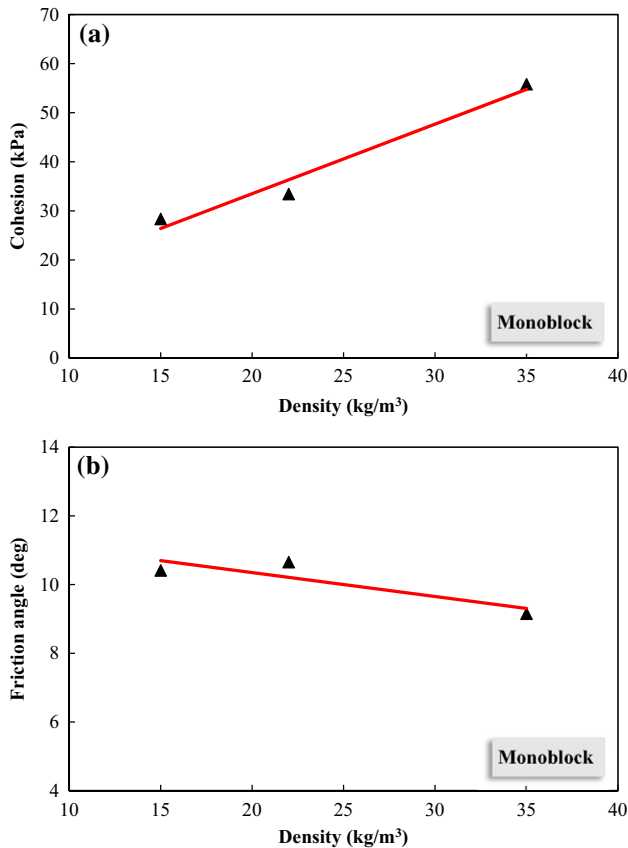 (a)
70
60
50
40
30
20
10
0
Cohesion (kPa)
Monoblock
10 15 20 25 30 35 40
Density (kg/m³)
(b)
14
12
10
8
6
4
Friction angle (deg)
Monoblock
10 15 20 25 30 35 40
Density (kg/m³)